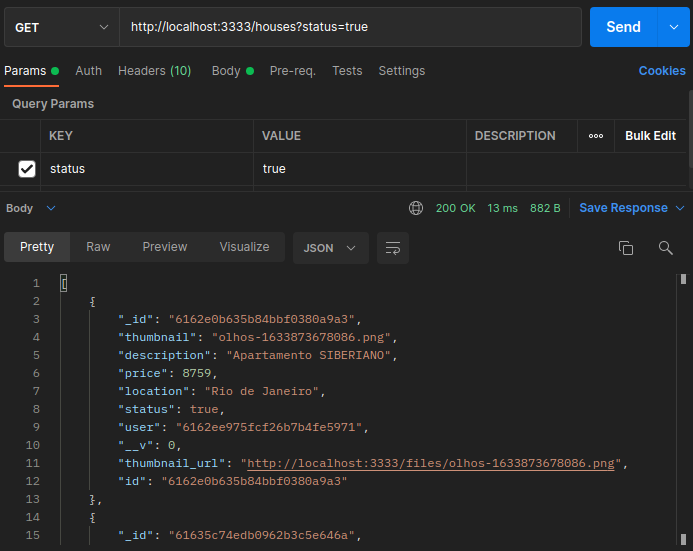 GET http://localhost:3333/houses?status=true Send
Params Auth Headers (10) Body Pre-req. Tests Settings Cookies
Query Params
KEY VALUE DESCRIPTION ooo Bulk Edit
status true
Body 200 OK 13 ms 882 B Save Response
Pretty Raw Preview Visualize JSON
1 [
2 {
3 "_id": "6162e0b635b84bbf0380a9a3",
4 "thumbnail": "olhos-1633873678086.png",
5 "description": "Apartamento SIBERIANO",
6 "price": 8759,
7 "location": "Rio de Janeiro",
8 "status": true,
9 "user": "6162ee975fcf26b7b4fe5971",
10 "__v": 0,
11 "thumbnail_url": "http://localhost:3333/files/olhos-1633873678086.png",
12 "id": "6162e0b635b84bbf0380a9a3"
13 },
14 {
15 "_id": "61635c74edb0962b3c5e646a",